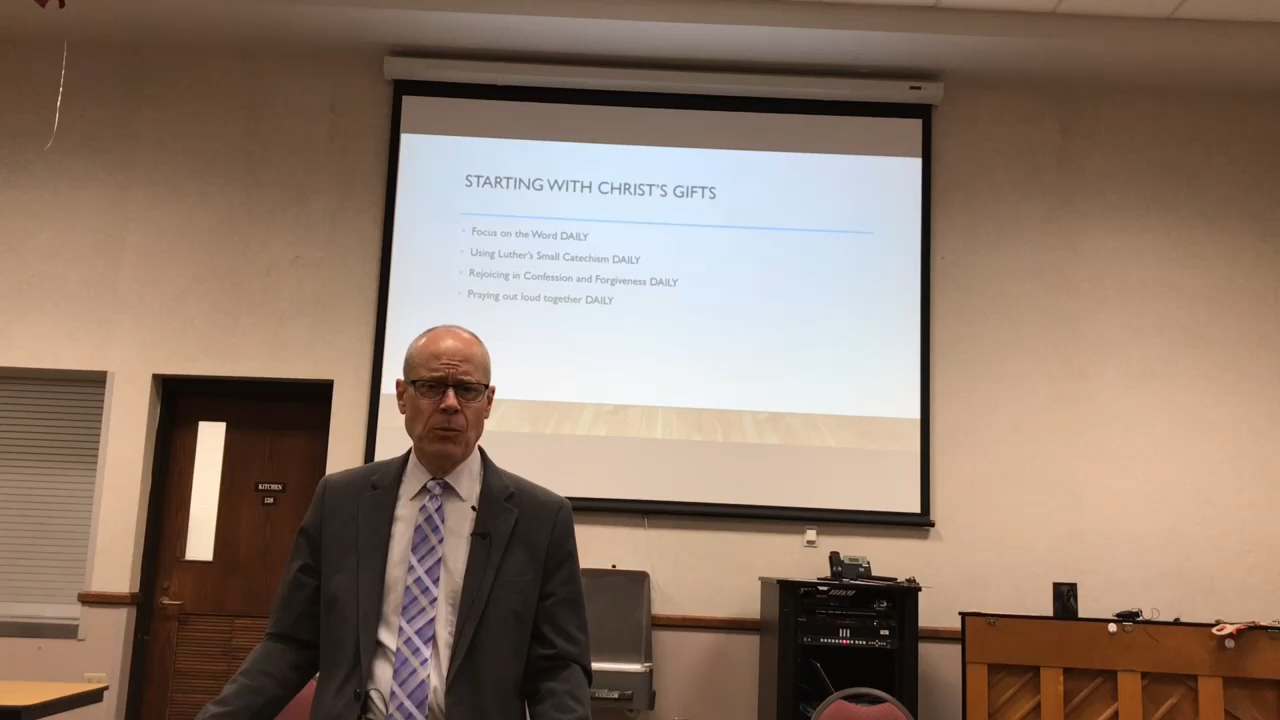 STARTING WITH CHRIST'S GIFTS
Focus on the Word DAILY
Using Luther's Small Catechism DAILY
Rejoicing in Confession and Forgiveness DAILY
Praying out loud together DAILY
KITCHEN
138